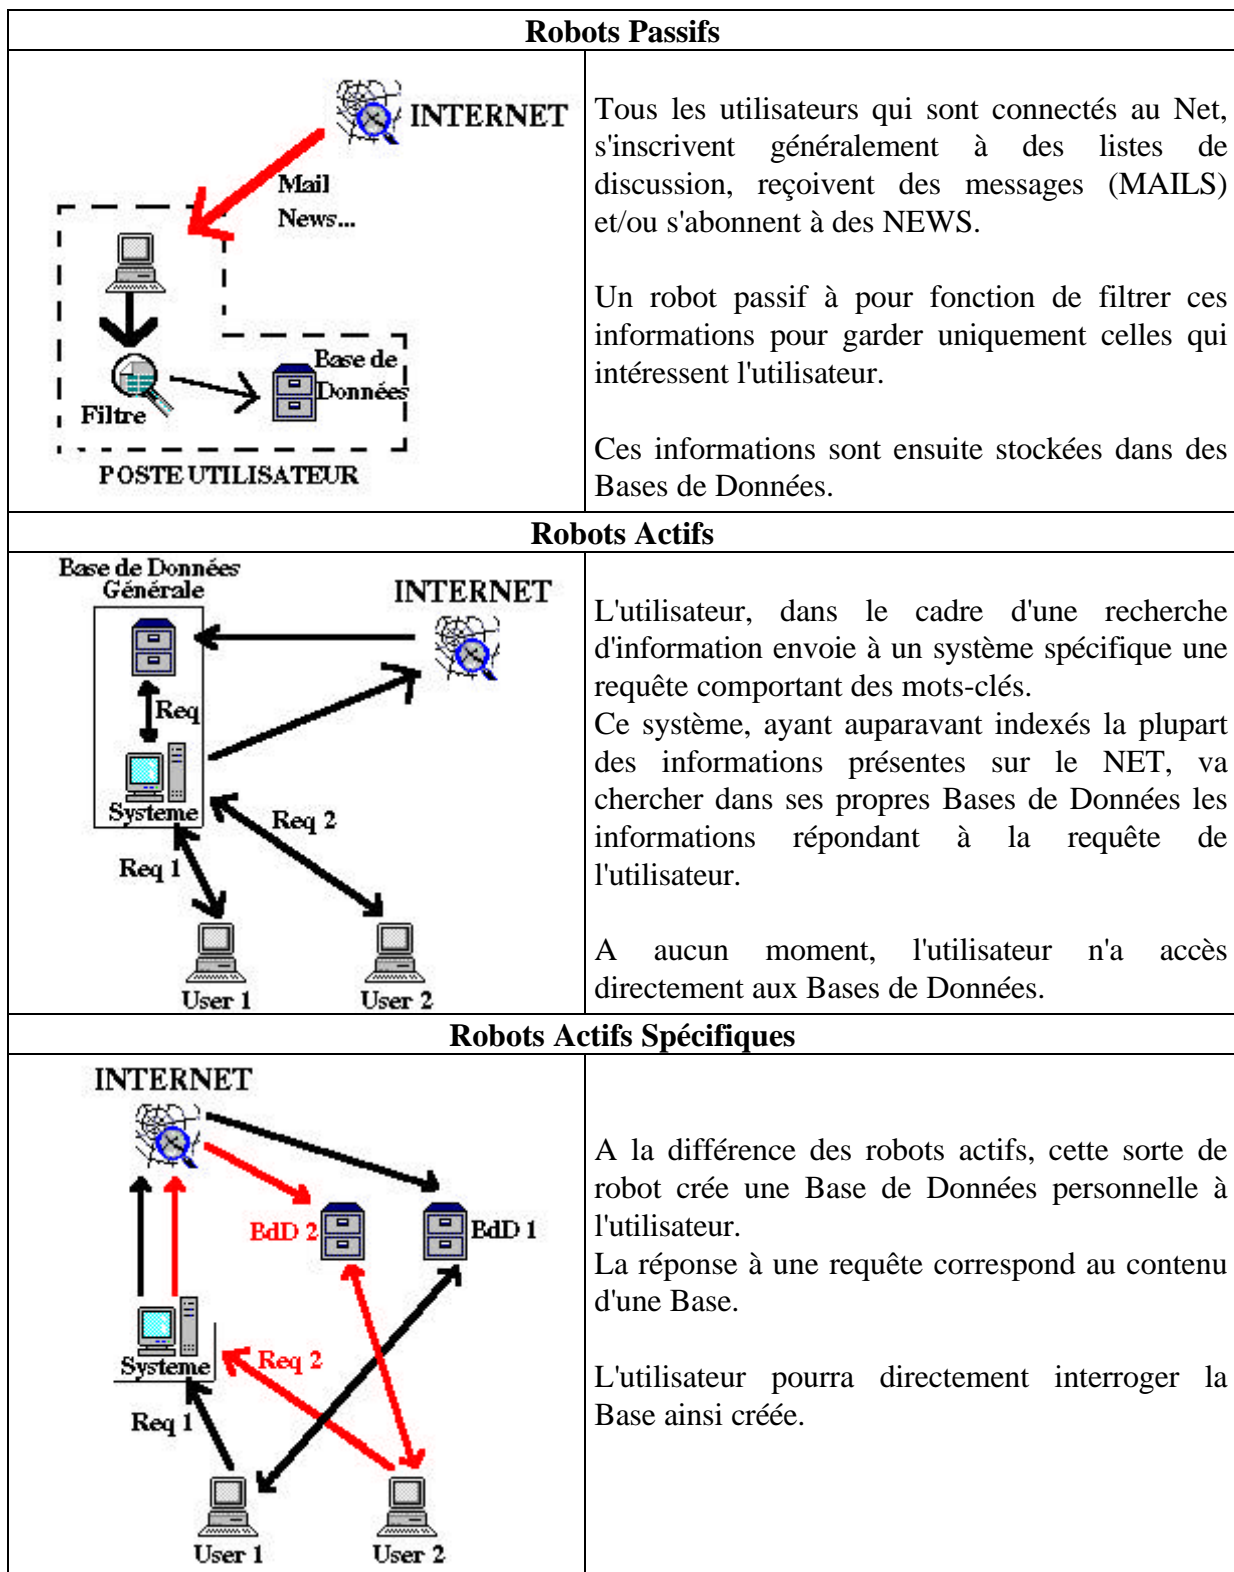 Robots Passifs
INTERNET
Mail
News...
Base de
Données
Filtre
POSTE UTILISATEUR
Tous les utilisateurs qui sont connectés au Net,
s'inscrivent généralement à des listes de
discussion, reçoivent des messages (MAILS)
et/ou s'abonnent à des NEWS.
Un robot passif à pour fonction de filtrer ces
informations pour garder uniquement celles qui
intéressent l'utilisateur.
Ces informations sont ensuite stockées dans des
Bases de Données.
Robots Actifs
Base de Données
Générale
INTERNET
Req
Systeme
Req 2
Req 1
User 1
User 2
L'utilisateur, dans le cadre d'une recherche
d'information envoie à un système spécifique une
requête comportant des mots-clés.
Ce système, ayant auparavant indexés la plupart
des informations présentes sur le NET, va
chercher dans ses propres Bases de Données les
informations répondant à la requête de
l'utilisateur.
A aucun moment, l'utilisateur n'a accès
directement aux Bases de Données.
Robots Actifs Spécifiques
INTERNET
BdD 2
BdD 1
Systeme
Req 2
Req 1
User 1
User 2
A la différence des robots actifs, cette sorte de
robot crée une Base de Données personnelle à
l'utilisateur.
La réponse à une requête correspond au contenu
d'une Base.
L'utilisateur pourra directement interroger la
Base ainsi créée.